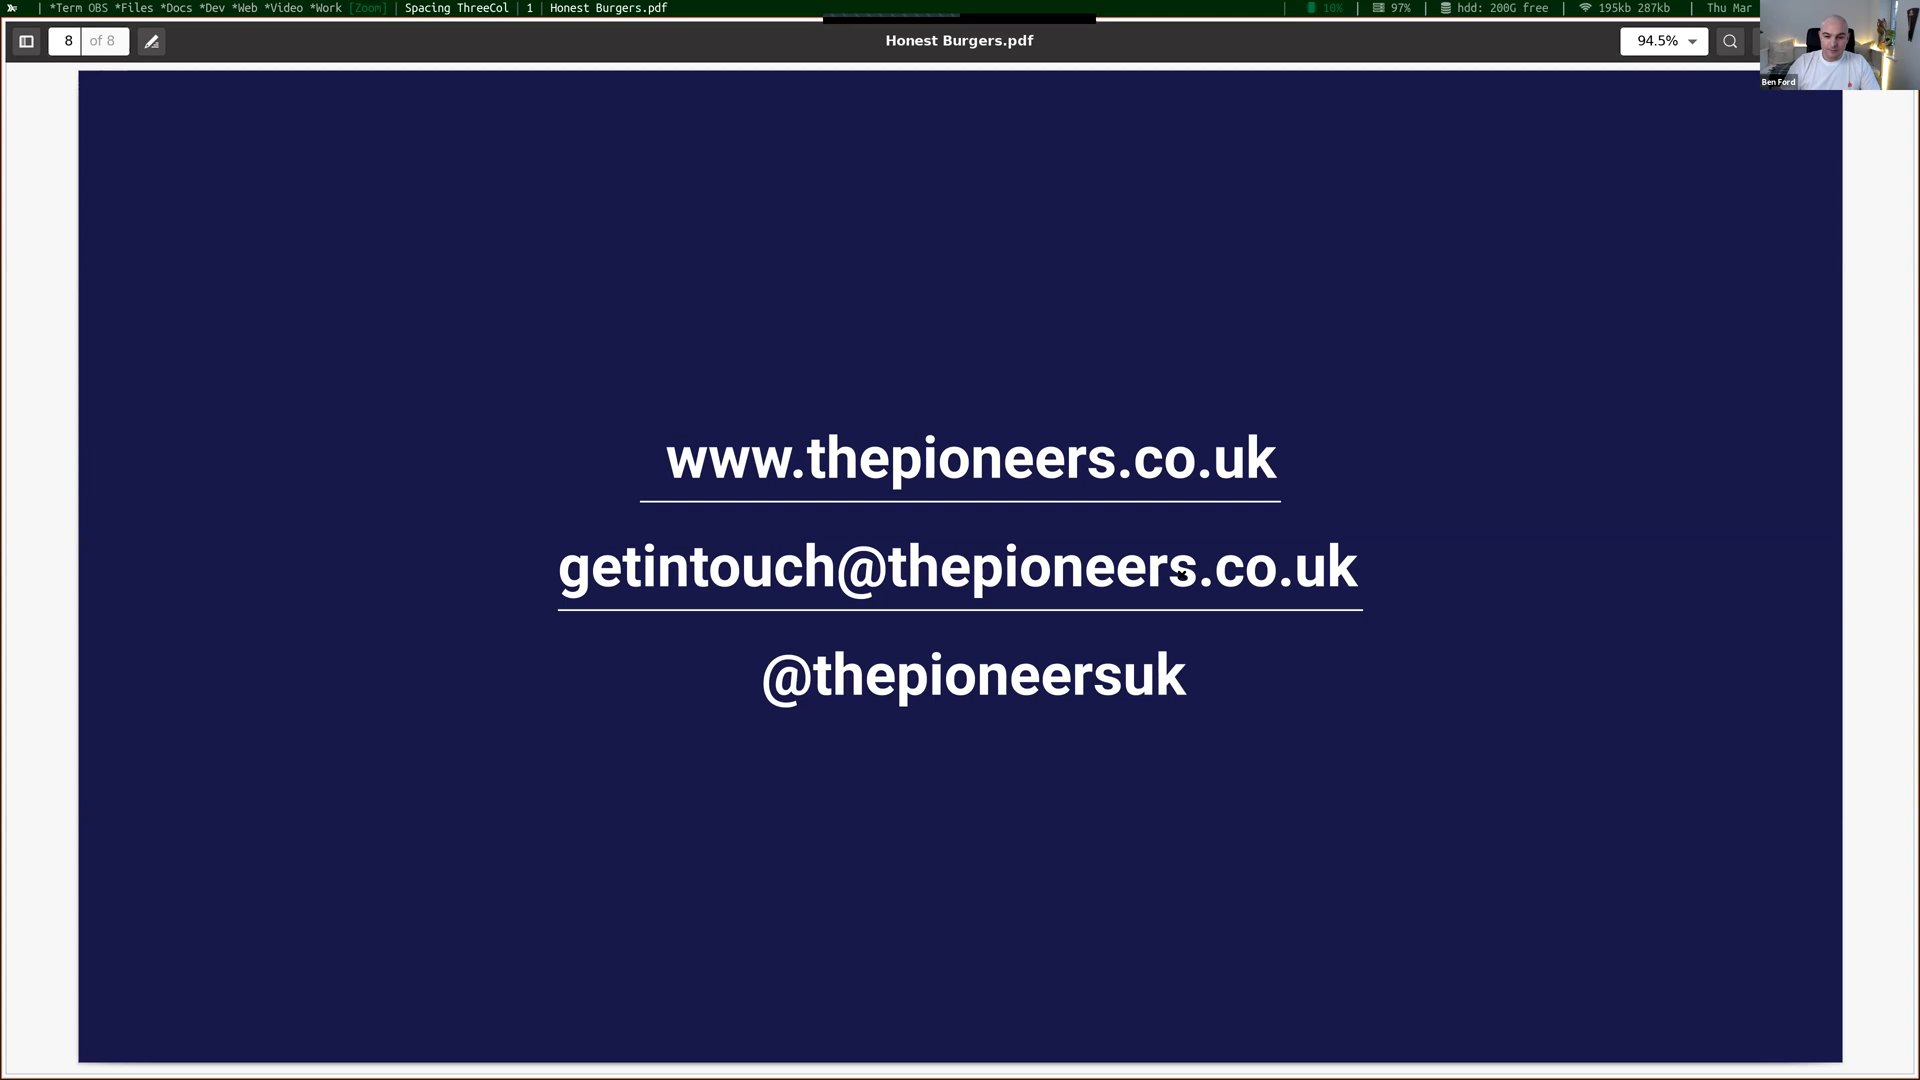 *Term OBS *Files *Docs *Dev *Web *Video *Work [Zoom] | Spacing ThreeCol | 1 | Honest Burgers.pdf | 10% | 97% | hdd: 200G free | 195kb 287kb | Thu Mar
8 of 8 Honest Burgers.pdf 94.5%
Ben Ford
www.thepioneers.co.uk
getintouch@thepioneers.co.uk
@thepioneersuk